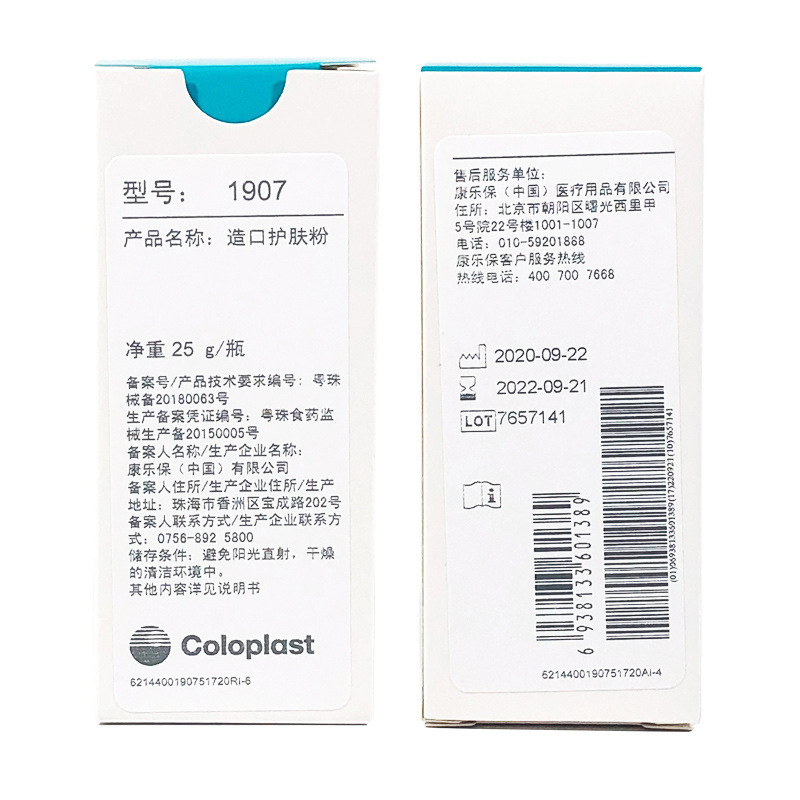 型号： 1907
产品名称：造口护肤粉
净重 25 g/瓶
备案号/产品技术要求编号：粤珠
械备20180063号
生产备案凭证编号：粤珠食药监
械生产备20150005号
备案人名称/生产企业名称：
康乐保（中国）有限公司
备案人住所/生产企业住所/生产
地址：珠海市香洲区宝成路202号
备案人联系方式/生产企业联系方
式：0756-892 5800
储存条件：避免阳光直射，干燥
的清洁环境中。
其他内容详见说明书
Coloplast
6214400190751720Ri-6
售后服务单位：
康乐保（中国）医疗用品有限公司
住所：北京市朝阳区曙光西里甲
5号院22号楼1001-1007
电话：010-59201888
康乐保客户服务热线
热线电话：400 700 7668
2020-09-22
2022-09-21
LOT 7657141
6 938133 601389
(01)06938133601389(17)220921(10)7657141
6214400190751720Ai-4